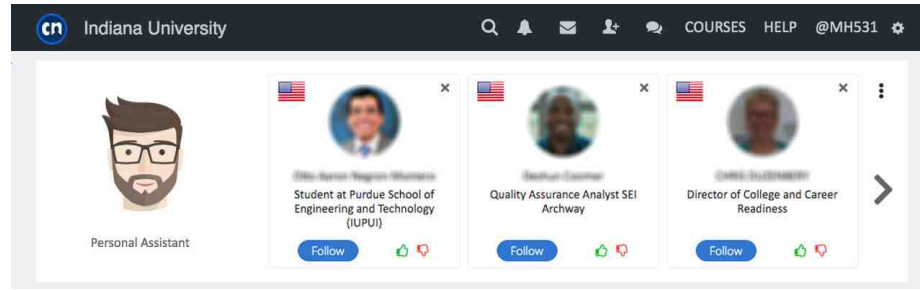 cn Indiana University COURSES HELP @MH531
Student at Purdue School of
Engineering and Technology
(IUPUI)
Quality Assurance Analyst SEI
Archway
Director of College and Career
Readiness
Personal Assistant
Follow
Follow
Follow